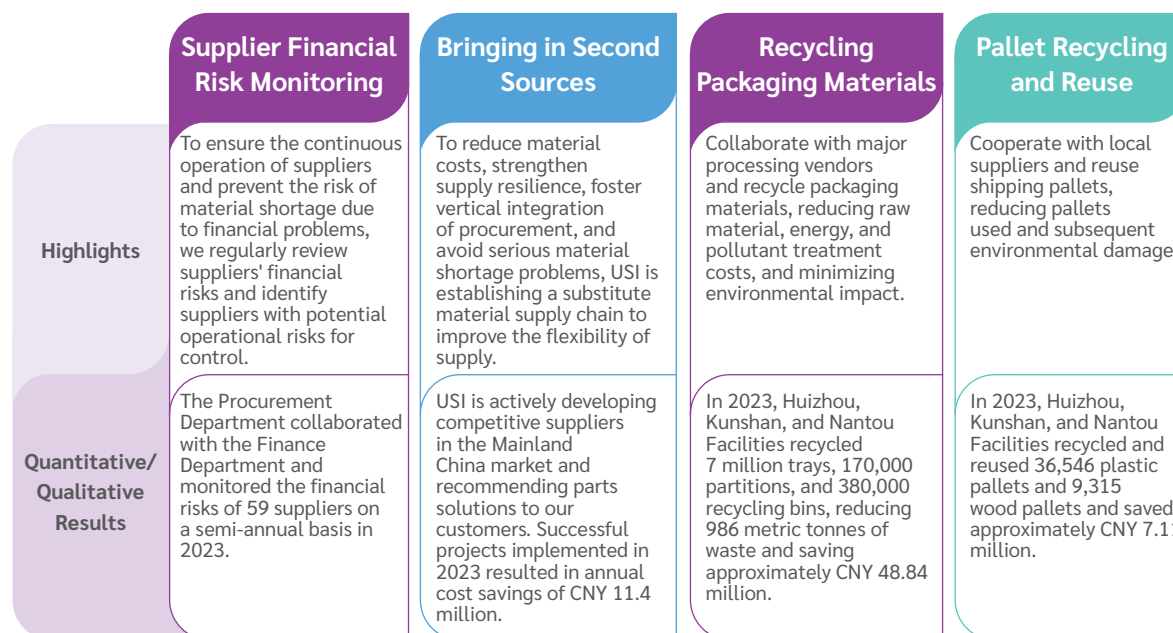 Supplier Financial
Risk Monitoring
Bringing in Second
Sources
Recycling
Packaging Materials
Pallet Recycling
and Reuse
Highlights
To ensure the continuous
operation of suppliers
and prevent the risk of
material shortage due
to financial problems,
we regularly review
suppliers' financial
risks and identify
suppliers with potential
operational risks for
control.
To reduce material
costs, strengthen
supply resilience, foster
vertical integration
of procurement, and
avoid serious material
shortage problems, USI is
establishing a substitute
material supply chain to
improve the flexibility of
supply.
Collaborate with major
processing vendors
and recycle packaging
materials, reducing raw
material, energy, and
pollutant treatment
costs, and minimizing
environmental impact.
Cooperate with local
suppliers and reuse
shipping pallets,
reducing pallets
used and subsequent
environmental damage
Quantitative/
Qualitative
Results
The Procurement
Department collaborated
with the Finance
Department and
monitored the financial
risks of 59 suppliers on
a semi-annual basis in
2023.
USI is actively developing
competitive suppliers
in the Mainland
China market and
recommending parts
solutions to our
customers. Successful
projects implemented in
2023 resulted in annual
cost savings of CNY 11.4
million.
In 2023, Huizhou,
Kunshan, and Nantou
Facilities recycled
7 million trays, 170,000
partitions, and 380,000
recycling bins, reducing
986 metric tonnes of
waste and saving
approximately CNY 48.84
million.
In 2023, Huizhou,
Kunshan, and Nantou
Facilities recycled and
reused 36,546 plastic
pallets and 9,315
wood pallets and saved
approximately CNY
million.